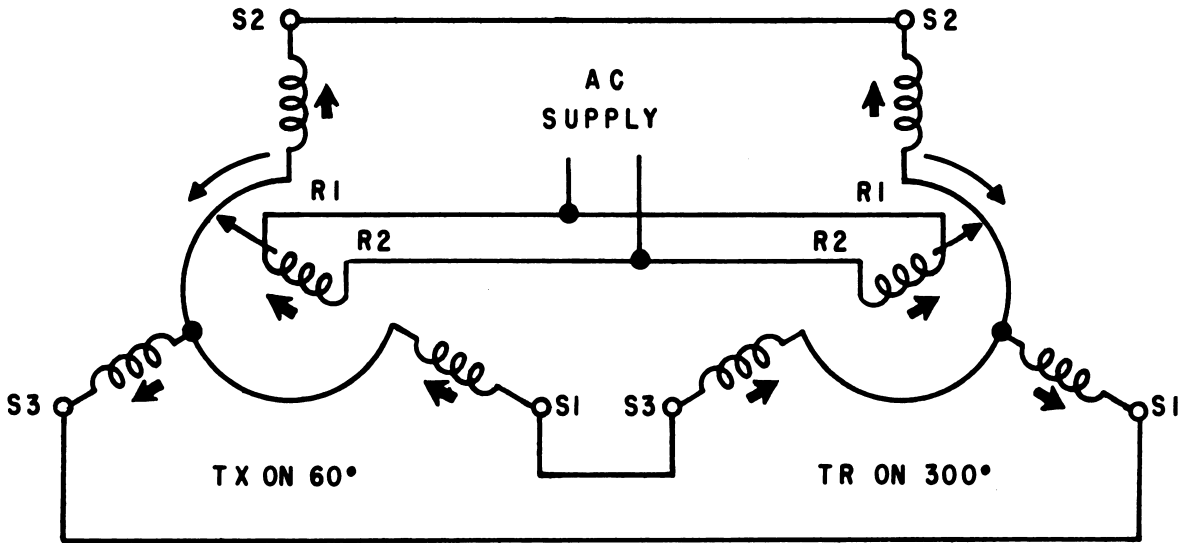 S2
S2
AC
SUPPLY
R1
R1
R2
R2
S3
S1
S3
S1
TX ON 60°
TR ON 300°